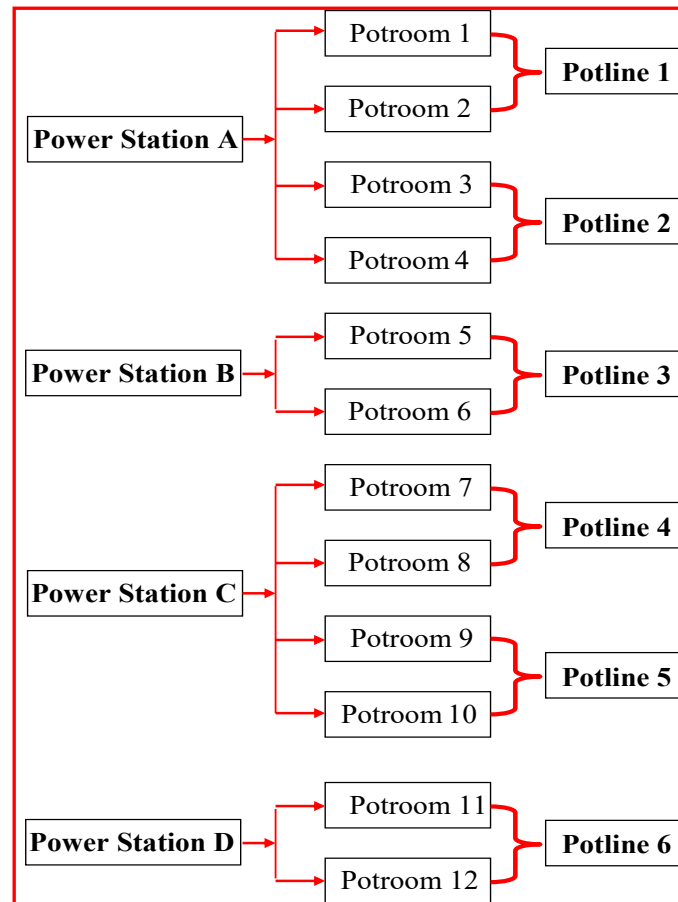 Potroom 1
Potline 1
Potroom 2
Power Station A
Potroom 3
Potline 2
Potroom 4
Potroom 5
Power Station B
Potline 3
Potroom 6
Potroom 7
Potline 4
Potroom 8
Power Station C
Potroom 9
Potline 5
Potroom 10
Potroom 11
Power Station D
Potline 6
Potroom 12